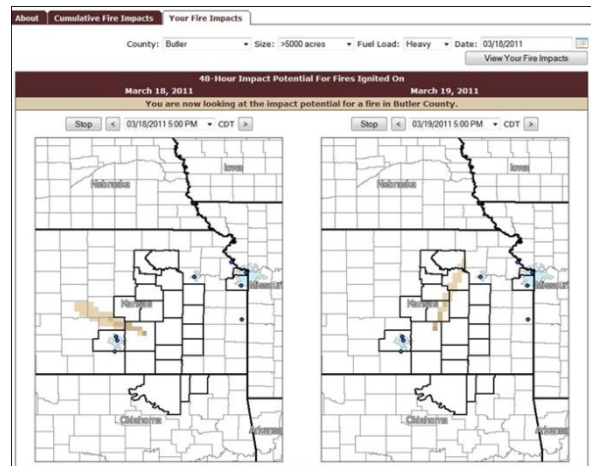 About Cumulative Fire Impacts Your Fire Impacts
County: Butler Size: >5000 acres Fuel Load: Heavy Date: 03/18/2011
View Your Fire Impacts
48-Hour Impact Potential For Fires Ignited On
March 18, 2011 March 19, 2011
You are now looking at the impact potential for a fire in Butler County.
Stop < 03/18/2011 5:00 PM CDT > Stop < 03/19/2011 5:00 PM CDT >
Iowa Iowa
Nebraska Nebraska
Missouri Missouri
Kansas Kansas
Oklahoma Oklahoma
Arkansas Arkansas